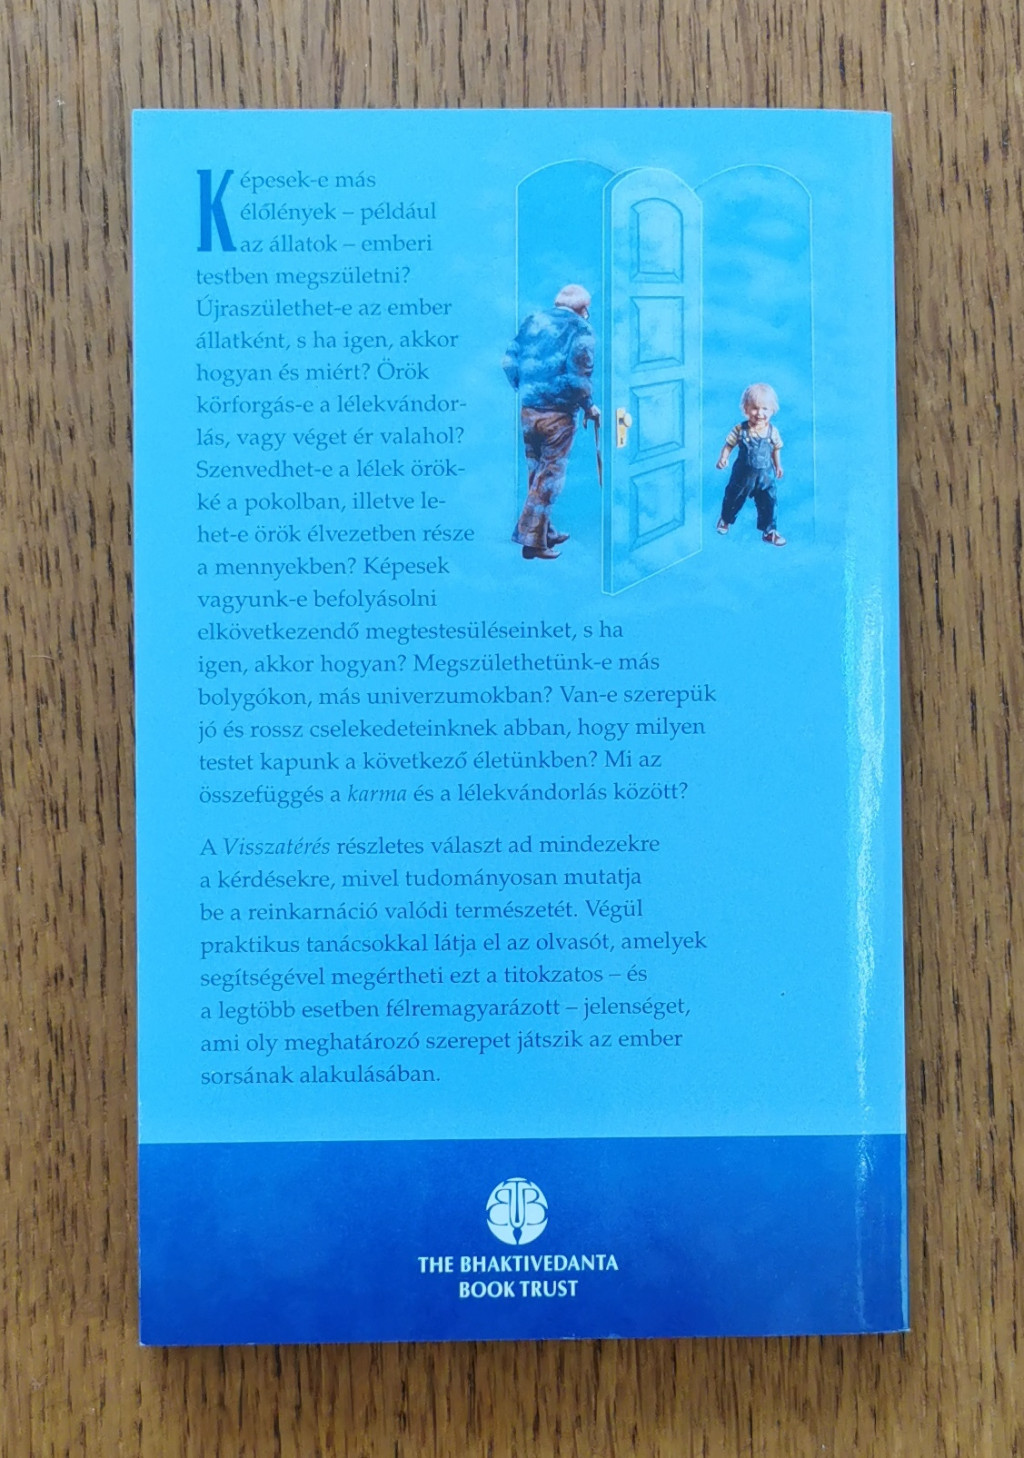 Képesek-e más
élőlények – például
az állatok – emberi
testben megszületni?
Újraszülethet-e az ember
állatként, s ha igen, akkor
hogyan és miért? Örök
körforgás-e a lélekvándor-
lás, vagy véget ér valahol?
Szenvedhet-e a lélek örök-
ké a pokolban, illetve le-
het-e örök élvezetben része
a mennyekben? Képesek
vagyunk-e befolyásolni
elkövetkezendő megtestesüléseinket, s ha
igen, akkor hogyan? Megszülethetünk-e más
bolygókon, más univerzumokban? Van-e szerepük
jó és rossz cselekedeteinknek abban, hogy milyen
testet kapunk a következő életünkben? Mi az
összefüggés a karma és a lélekvándorlás között?
A Visszatérés részletes választ ad mindezekre
a kérdésekre, mivel tudományosan mutatja
be a reinkarnáció valódi természetét. Végül
praktikus tanácsokkal látja el az olvasót, amelyek
segítségével megértheti ezt a titokzatos – és
a legtöbb esetben félremagyarázott – jelenséget,
ami oly meghatározó szerepet játszik az ember
sorsának alakulásában.
BBT
THE BHAKTIVEDANTA
BOOK TRUST